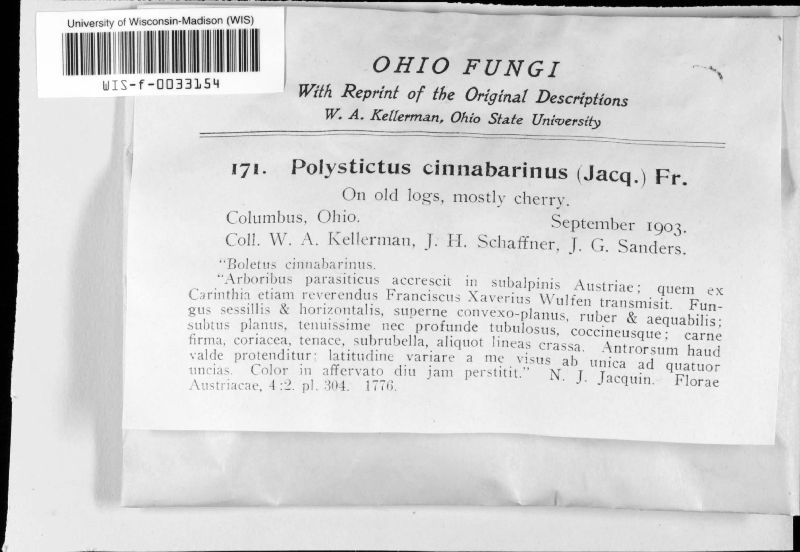 University of Wisconsin-Madison (WIS)
WIS-f-0033154
OHIO FUNGI
With Reprint of the Original Descriptions
W. A. Kellerman, Ohio State University
171. Polystictus cinnabarinus (Jacq.) Fr.
On old logs, mostly cherry.
Columbus, Ohio. September 1903.
Coll. W. A. Kellerman, J. H. Schaffner, J. G. Sanders.
"Boletus cinnabarinus.
"Arboribus parasiticus accrescit in subalpinis Austriae; quem ex
Carinthia etiam reverendus Franciscus Xaverius Wulfen transmisit. Fun-
gus sessillis & horizontalis, superne convexo-planus, ruber & aequabilis;
subtus planus, tenuissime nec profunde tubulosus, coccineusque; carne
firma, coriacea, tenace, subrubella, aliquot lineas crassa. Antrorsum haud
valde protenditur; latitudine variare a me visus ab unica ad quatuor
uncias. Color in affervato diu jam perstitit." N. J. Jacquin. Florae
Austriacae, 4:2. pl. 304. 1776.